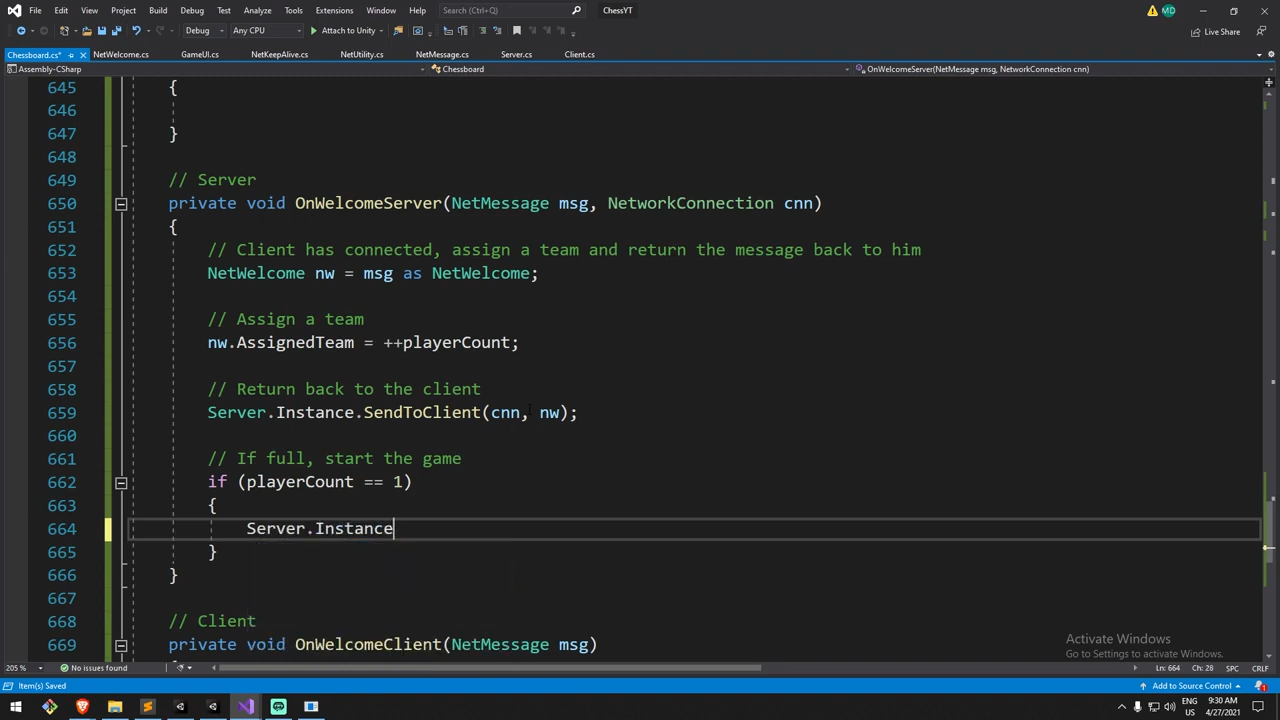 File Edit View Git Project Build Debug Test Analyze Tools Extensions Window Help Search (Ctrl+Q) ChessYT MD
Debug Any CPU Attach to Unity Live Share
Chessboard.cs* NetWelcome.cs GameUI.cs NetKeepAlive.cs NetUtility.cs NetMessage.cs Server.cs Client.cs
Assembly-CSharp Chessboard OnWelcomeServer(NetMessage msg, NetworkConnection cnn)
645 {
646
647 }
648
649 // Server
650 private void OnWelcomeServer(NetMessage msg, NetworkConnection cnn)
651 {
652 // Client has connected, assign a team and return the message back to him
653 NetWelcome nw = msg as NetWelcome;
654
655 // Assign a team
656 nw.AssignedTeam = ++playerCount;
657
658 // Return back to the client
659 Server.Instance.SendToClient(cnn, nw);
660
661 // If full, start the game
662 if (playerCount == 1)
663 {
664 Server.Instance
665 }
666 }
667
668 // Client
669 private void OnWelcomeClient(NetMessage msg)
Activate Windows
Go to Settings to activate Windows.
205 % No issues found Ln: 664 Ch: 28 SPC CRLF
Item(s) Saved Add to Source Control 1
ENG 9:30 AM
US 4/27/2021